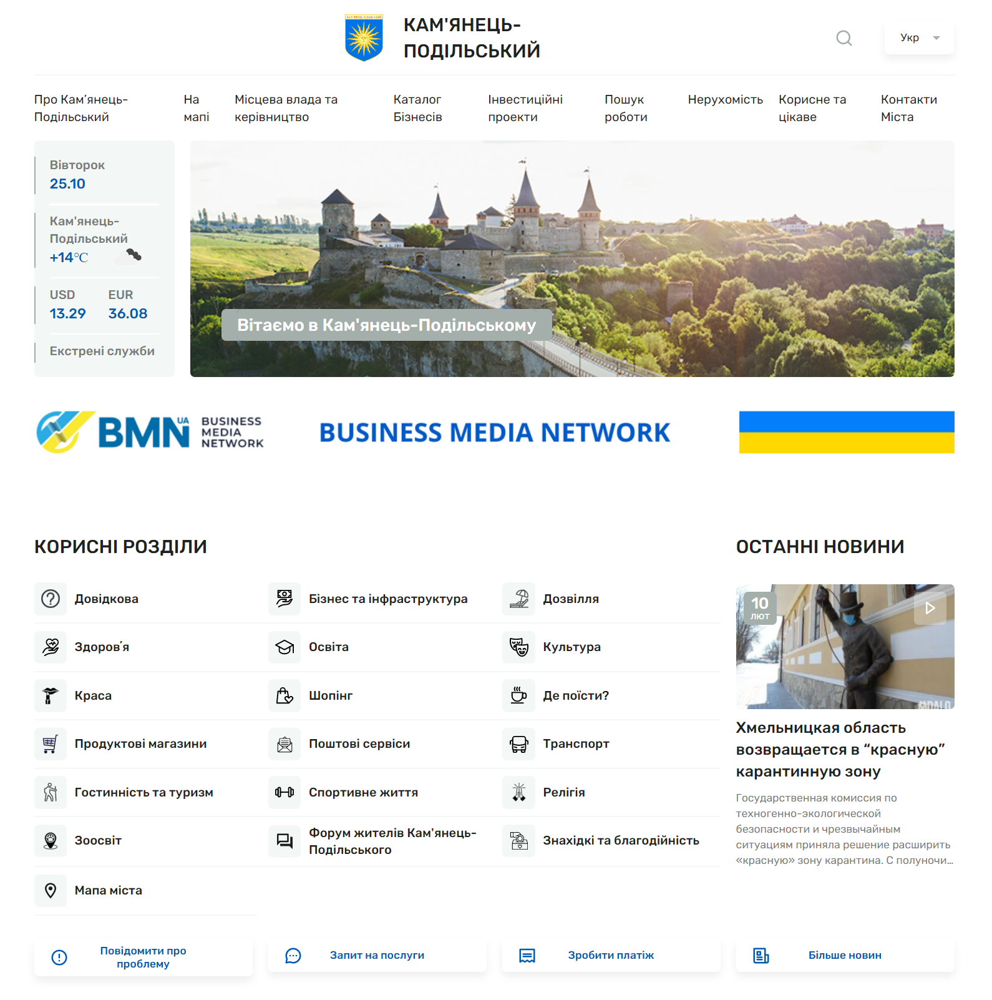 КАМ'ЯНЕЦЬ-
ПОДІЛЬСЬКИЙ
Укр
Про Кам’янець-
Подільський
На
мапі
Місцева влада та
керівництво
Каталог
Бізнесів
Інвестиційні
проекти
Пошук
роботи
Нерухомість
Корисне та
цікаве
Контакти
Міста
Вівторок
25.10
Кам'янець-
Подільський
+14°C
USD
EUR
13.29
36.08
Екстрені служби
Вітаємо в Кам'янець-Подільському
BMN UA
BUSINESS
MEDIA
NETWORK
BUSINESS MEDIA NETWORK
КОРИСНІ РОЗДІЛИ
Довідкова
Бізнес та інфраструктура
Дозвілля
Здоров’я
Освіта
Культура
Краса
Шопінг
Де поїсти?
Продуктові магазини
Поштові сервіси
Транспорт
Гостинність та туризм
Спортивне життя
Релігія
Зоосвіт
Форум жителів Кам'янець-
Подільського
Знахідкі та благодійність
Мапа міста
ОСТАННІ НОВИНИ
10
ЛЮТ
Хмельницкая область
возвращается в “красную”
карантинную зону
Государственная комиссия по
техногенно-экологической
безопасности и чрезвычайным
ситуациям приняла решение расширить
«красную» зону карантина. С полуночи…
Повідомити про
проблему
Запит на послуги
Зробити платіж
Більше новин